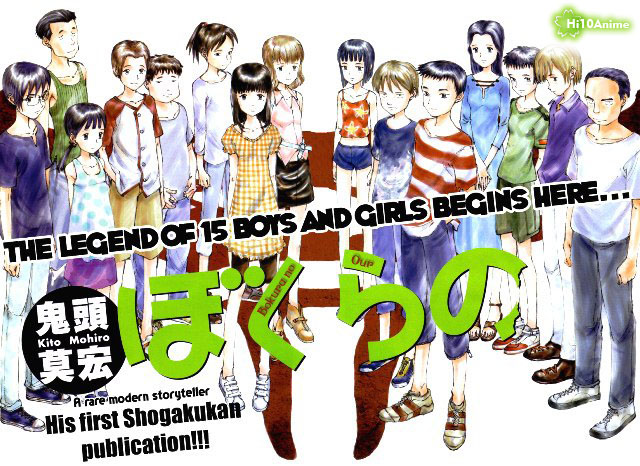 Hi10Anime
THE LEGEND OF 15 BOYS AND GIRLS BEGINS HERE...
ぼくらの
Bokura no
Our
鬼頭
Kito Mohiro
莫宏
A rare modern storyteller
His first Shogakukan
publication!!!